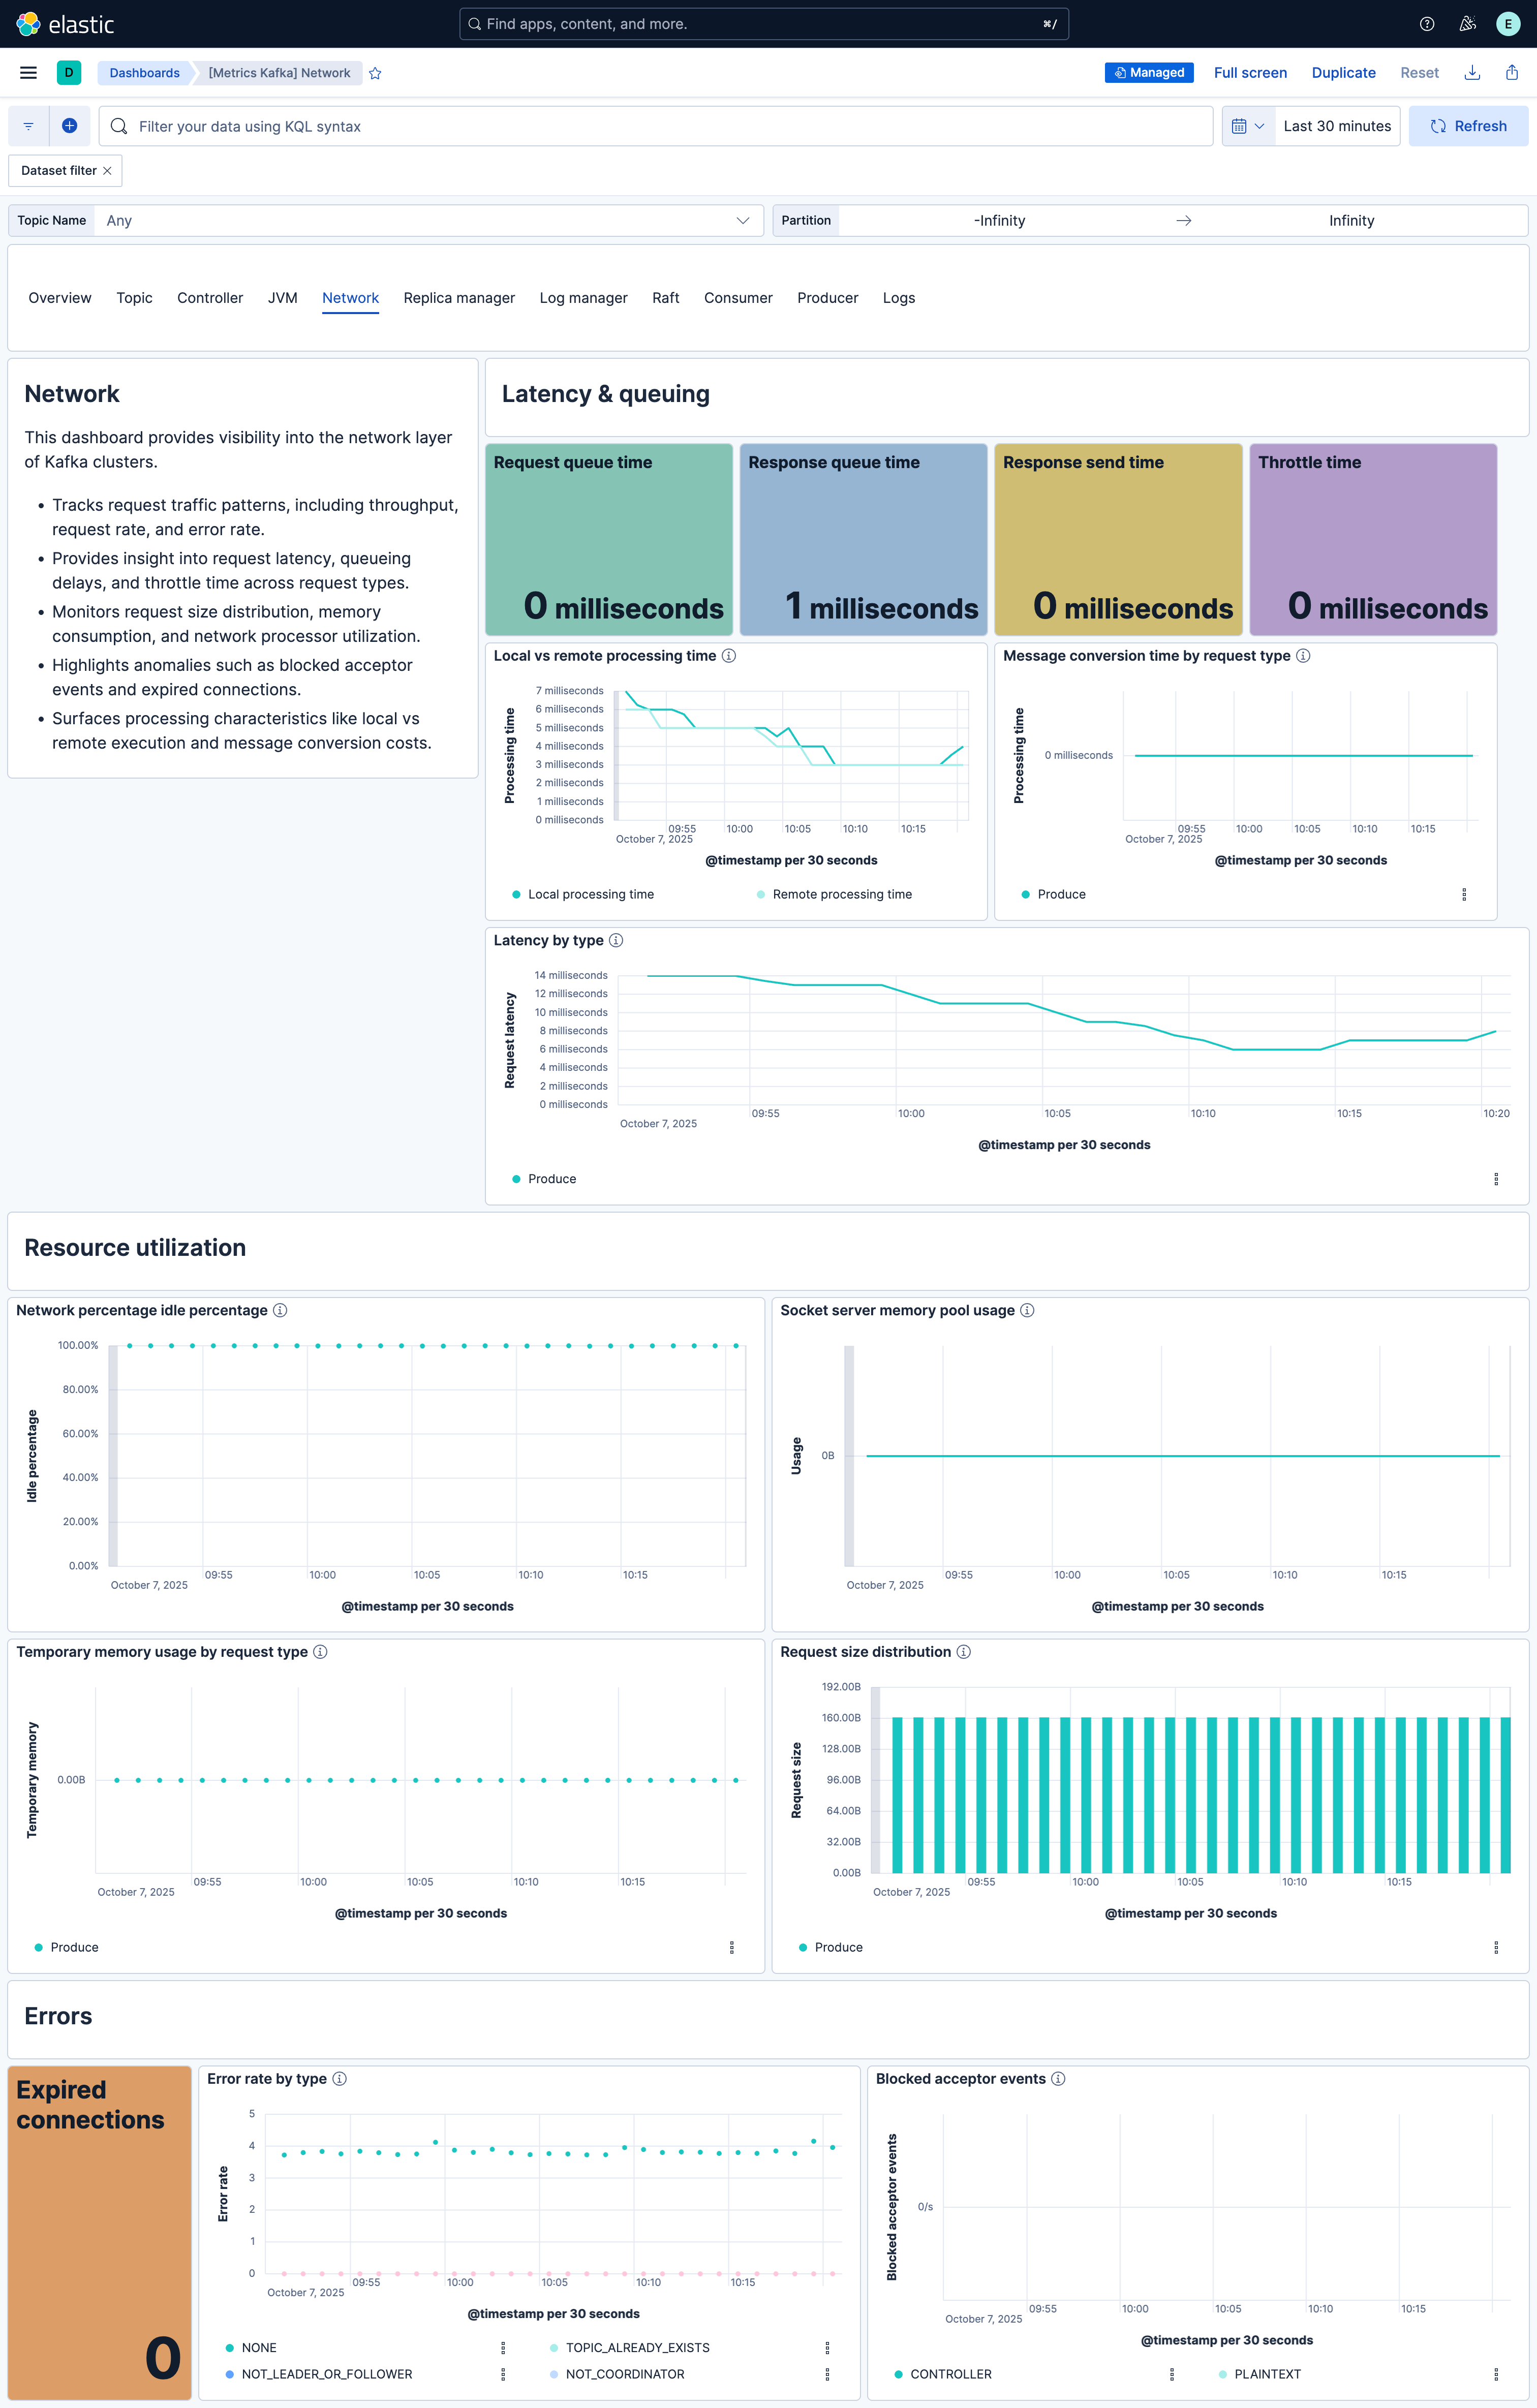 elastic
Find apps, content, and more.
⌘/
E
D
Dashboards
[Metrics Kafka] Network
Managed
Full screen
Duplicate
Reset
Filter your data using KQL syntax
Last 30 minutes
Refresh
Dataset filter
Topic Name
Any
Partition
-Infinity
Infinity
Overview
Topic
Controller
JVM
Network
Replica manager
Log manager
Raft
Consumer
Producer
Logs
Network
This dashboard provides visibility into the network layer
of Kafka clusters.
• Tracks request traffic patterns, including throughput,
request rate, and error rate.
• Provides insight into request latency, queueing
delays, and throttle time across request types.
• Monitors request size distribution, memory
consumption, and network processor utilization.
• Highlights anomalies such as blocked acceptor
events and expired connections.
• Surfaces processing characteristics like local vs
remote execution and message conversion costs.
Latency & queuing
Request queue time
0 milliseconds
Response queue time
1 milliseconds
Response send time
0 milliseconds
Throttle time
0 milliseconds
Local vs remote processing time
Processing time
7 milliseconds
6 milliseconds
5 milliseconds
4 milliseconds
3 milliseconds
2 milliseconds
1 milliseconds
0 milliseconds
09:55
10:00
10:05
10:10
10:15
October 7, 2025
@timestamp per 30 seconds
Local processing time
Remote processing time
Message conversion time by request type
Processing time
0 milliseconds
09:55
10:00
10:05
10:10
10:15
October 7, 2025
@timestamp per 30 seconds
Produce
Latency by type
Request latency
14 milliseconds
12 milliseconds
10 milliseconds
8 milliseconds
6 milliseconds
4 milliseconds
2 milliseconds
0 milliseconds
09:55
10:00
10:05
10:10
10:15
10:20
October 7, 2025
@timestamp per 30 seconds
Produce
Resource utilization
Network percentage idle percentage
Idle percentage
100.00%
80.00%
60.00%
40.00%
20.00%
0.00%
09:55
10:00
10:05
10:10
10:15
October 7, 2025
@timestamp per 30 seconds
Socket server memory pool usage
Usage
0B
09:55
10:00
10:05
10:10
10:15
October 7, 2025
@timestamp per 30 seconds
Temporary memory usage by request type
Temporary memory
0.00B
09:55
10:00
10:05
10:10
10:15
October 7, 2025
@timestamp per 30 seconds
Produce
Request size distribution
Request size
192.00B
160.00B
128.00B
96.00B
64.00B
32.00B
0.00B
09:55
10:00
10:05
10:10
10:15
October 7, 2025
@timestamp per 30 seconds
Produce
Errors
Expired
connections
0
Error rate by type
Error rate
5
4
3
2
1
0
09:55
10:00
10:05
10:10
10:15
October 7, 2025
@timestamp per 30 seconds
NONE
TOPIC_ALREADY_EXISTS
NOT_LEADER_OR_FOLLOWER
NOT_COORDINATOR
Blocked acceptor events
Blocked acceptor events
0/s
09:55
10:00
10:05
10:10
10:15
October 7, 2025
@timestamp per 30 seconds
CONTROLLER
PLAINTEXT